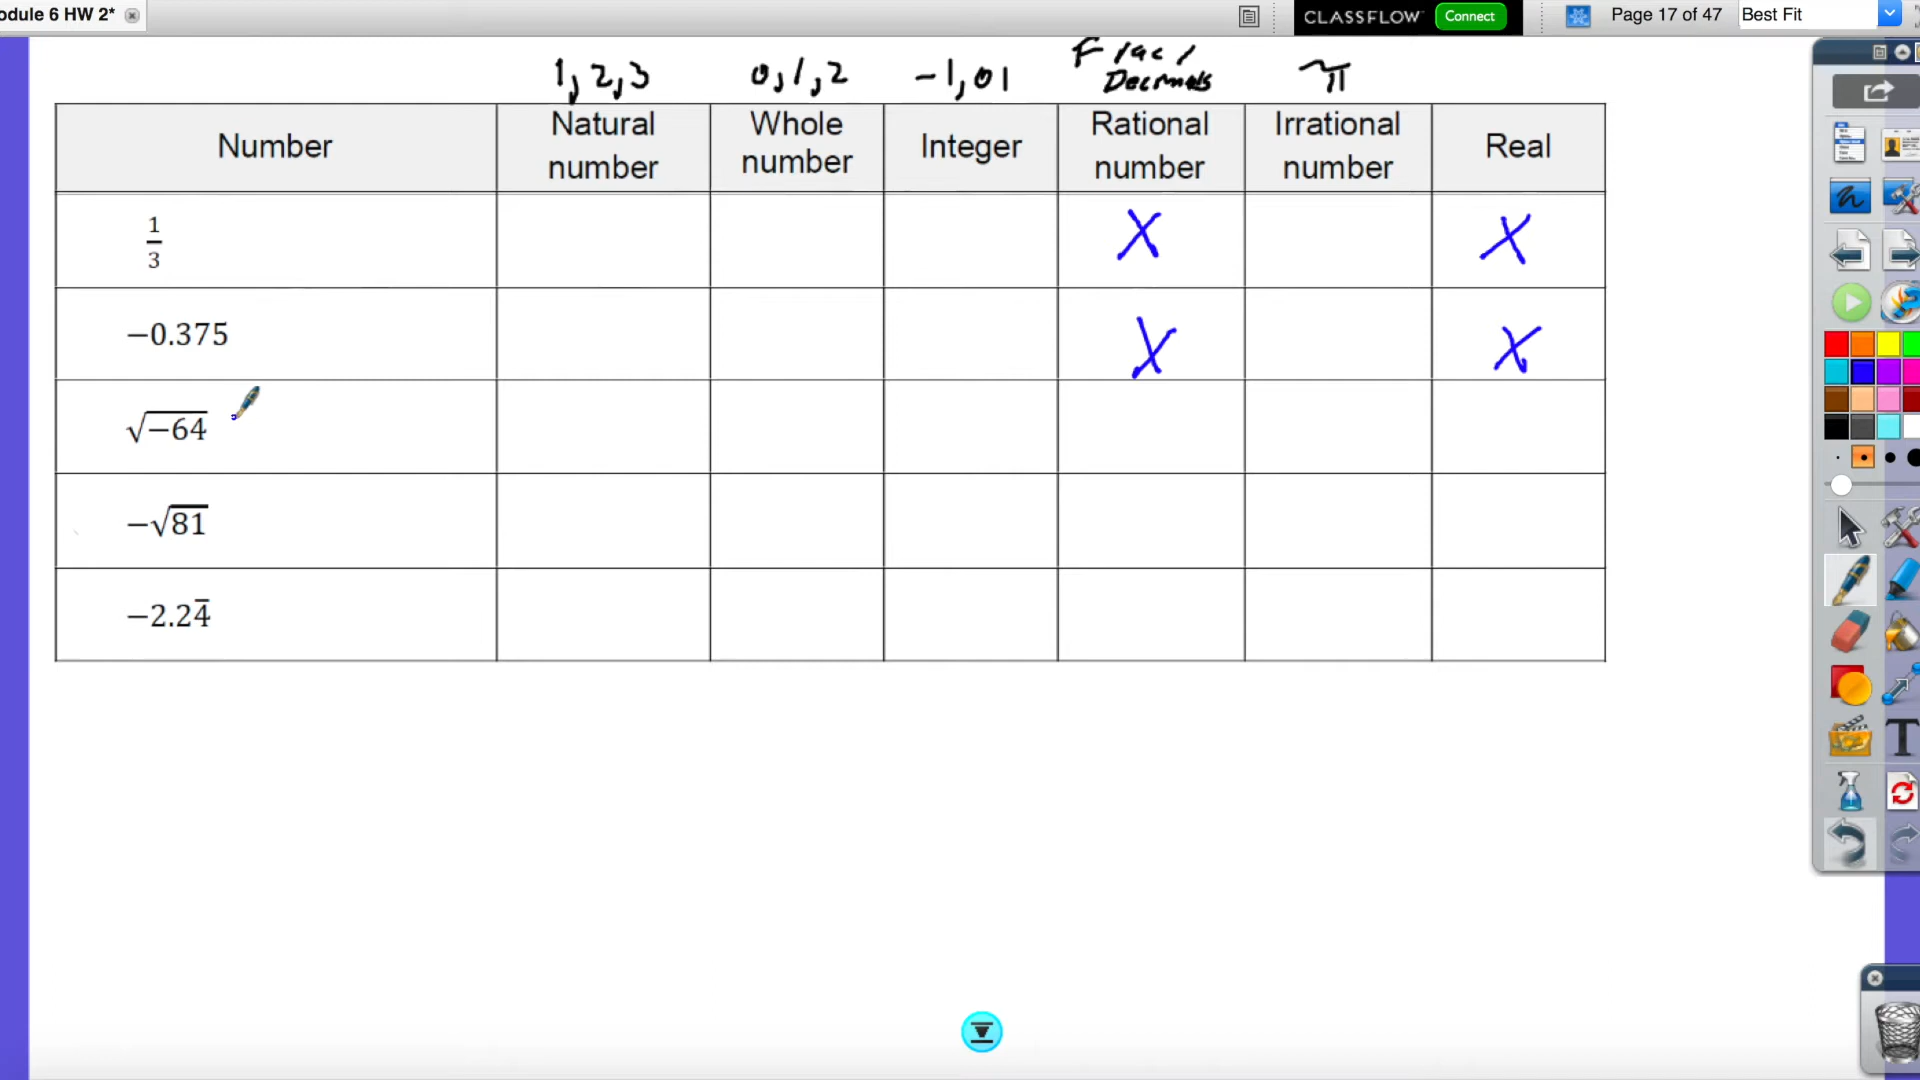 odule 6 HW 2*
CLASSFLOW Connect Page 17 of 47 Best Fit
1, 2, 3 0, 1, 2 -1, 01 Frac/ Decimals π
Number Natural number Whole number Integer Rational number Irrational number Real
1/3 X X
−0.375 X X
√−64
−√81
−2.24̅
T